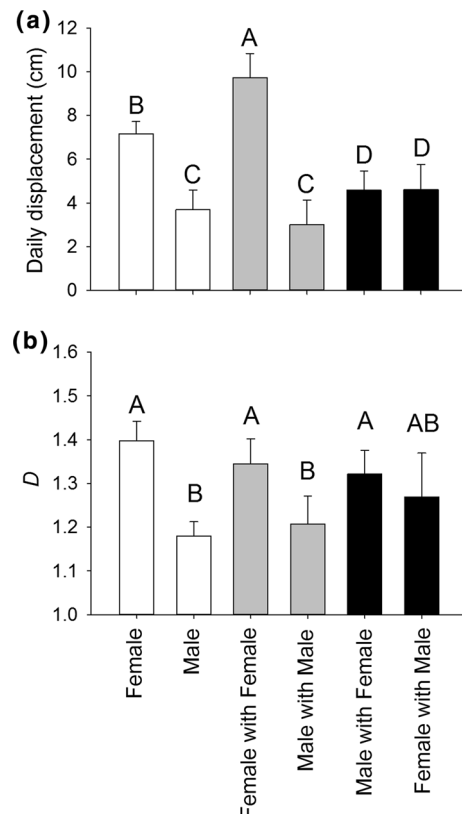 (a)
Daily displacement (cm)
12
10
8
6
4
2
0
B
C
A
C
D
D
(b)
D
1.6
1.5
1.4
1.3
1.2
1.1
1.0
A
B
A
B
A
AB
Female
Male
Female with Female
Male with Male
Male with Female
Female with Male